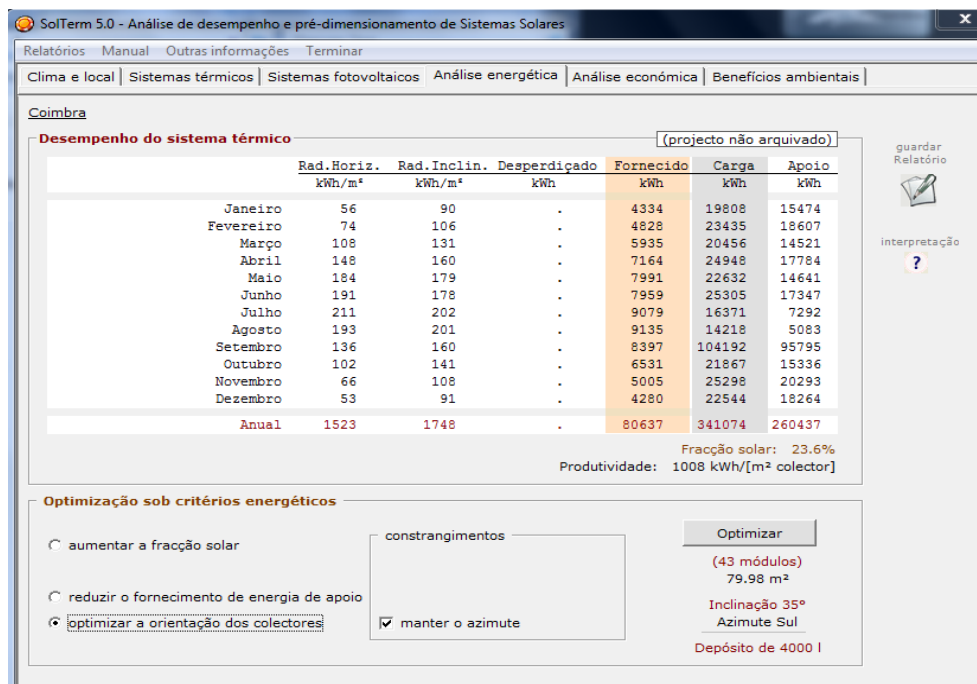 SolTerm 5.0 - Análise de desempenho e pré-dimensionamento de Sistemas Solares
x
Relatórios Manual Outras informações Terminar
Clima e local Sistemas térmicos Sistemas fotovoltaicos Análise energética Análise económica Benefícios ambientais
Coimbra
Desempenho do sistema térmico (projecto não arquivado)
guardar
Relatório
Rad.Horiz. Rad.Inclin. Desperdiçado Fornecido Carga Apoio
kWh/m² kWh/m² kWh kWh kWh kWh
Janeiro 56 90 . 4334 19808 15474
Fevereiro 74 106 . 4828 23435 18607
Março 108 131 . 5935 20456 14521
interpretação
?
Abril 148 160 . 7164 24948 17784
Maio 184 179 . 7991 22632 14641
Junho 191 178 . 7959 25305 17347
Julho 211 202 . 9079 16371 7292
Agosto 193 201 . 9135 14218 5083
Setembro 136 160 . 8397 104192 95795
Outubro 102 141 . 6531 21867 15336
Novembro 66 108 . 5005 25298 20293
Dezembro 53 91 . 4280 22544 18264
Anual 1523 1748 . 80637 341074 260437
Fracção solar: 23.6%
Produtividade: 1008 kWh/[m² colector]
Optimização sob critérios energéticos
aumentar a fracção solar
reduzir o fornecimento de energia de apoio
optimizar a orientação dos colectores
constrangimentos
manter o azimute
Optimizar
(43 módulos)
79.98 m²
Inclinação 35°
Azimute Sul
Depósito de 4000 l